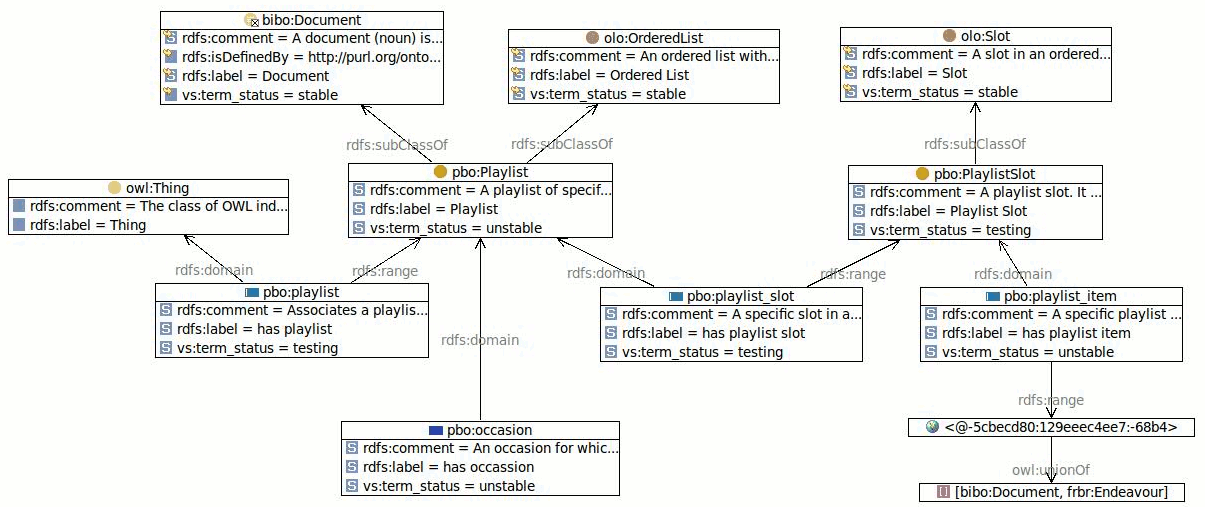 bibo:Document
rdfs:comment = A document (noun) is...
rdfs:isDefinedBy = http://purl.org/onto...
rdfs:label = Document
vs:term_status = stable
olo:OrderedList
rdfs:comment = An ordered list with...
rdfs:label = Ordered List
vs:term_status = stable
olo:Slot
rdfs:comment = A slot in an ordered...
rdfs:label = Slot
vs:term_status = stable
rdfs:subClassOf
rdfs:subClassOf
rdfs:subClassOf
owl:Thing
rdfs:comment = The class of OWL ind...
rdfs:label = Thing
pbo:Playlist
rdfs:comment = A playlist of specif...
rdfs:label = Playlist
vs:term_status = unstable
pbo:PlaylistSlot
rdfs:comment = A playlist slot. It ...
rdfs:label = Playlist Slot
vs:term_status = testing
rdfs:domain
rdfs:range
rdfs:domain
rdfs:range
rdfs:domain
pbo:playlist
rdfs:comment = Associates a playlis...
rdfs:label = has playlist
vs:term_status = testing
rdfs:domain
pbo:playlist_slot
rdfs:comment = A specific slot in a...
rdfs:label = has playlist slot
vs:term_status = testing
pbo:playlist_item
rdfs:comment = A specific playlist ...
rdfs:label = has playlist item
vs:term_status = unstable
rdfs:range
pbo:occasion
rdfs:comment = An occasion for whic...
rdfs:label = has occassion
vs:term_status = unstable
<@-5cbecd80:129eeec4ee7:-68b4>
owl:unionOf
[bibo:Document, frbr:Endeavour]